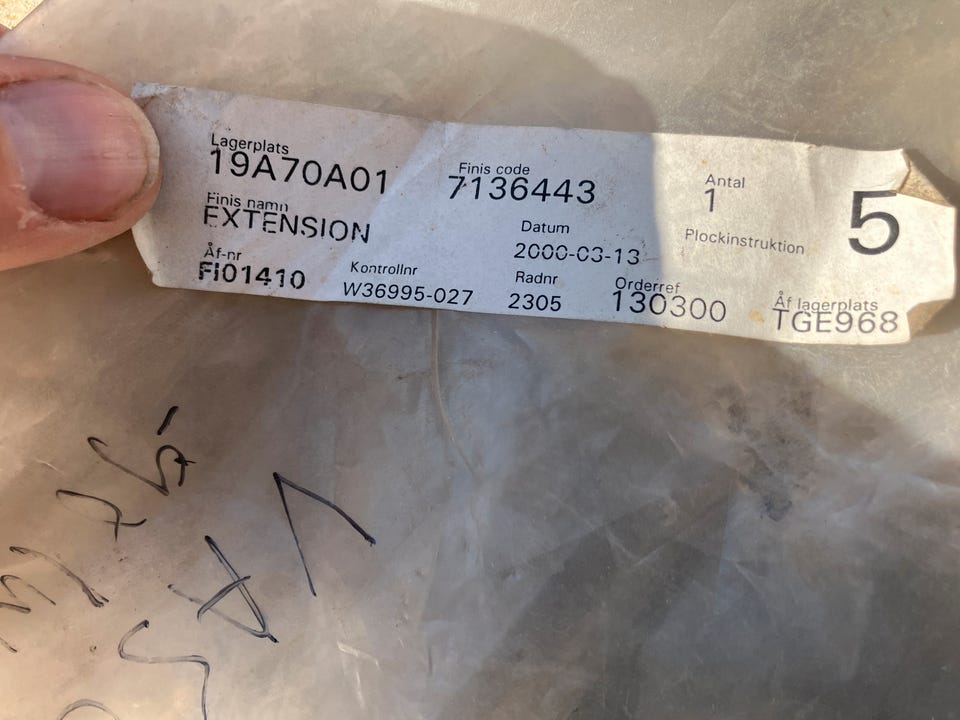 Lagerplats Finis code Antal
19A70A01 7136443 1 5
Finis namn Datum Plockinstruktion
EXTENSION 2000-03-13
Åf-nr Kontrollnr Radnr Orderref Åf lagerplats
FI01410 W36995-027 2305 130300 TGE968